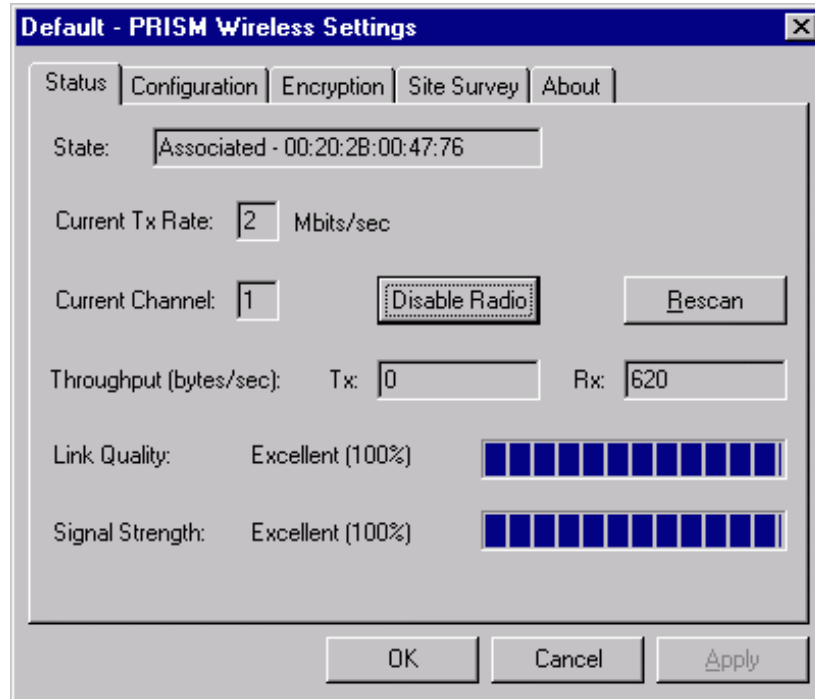 Default - PRISM Wireless Settings
Status Configuration Encryption Site Survey About
State: Associated - 00:20:2B:00:47:76
Current Tx Rate: 2 Mbits/sec
Current Channel: 1 Disable Radio Rescan
Throughput (bytes/sec): Tx: 0 Rx: 620
Link Quality: Excellent (100%)
Signal Strength: Excellent (100%)
OK Cancel Apply